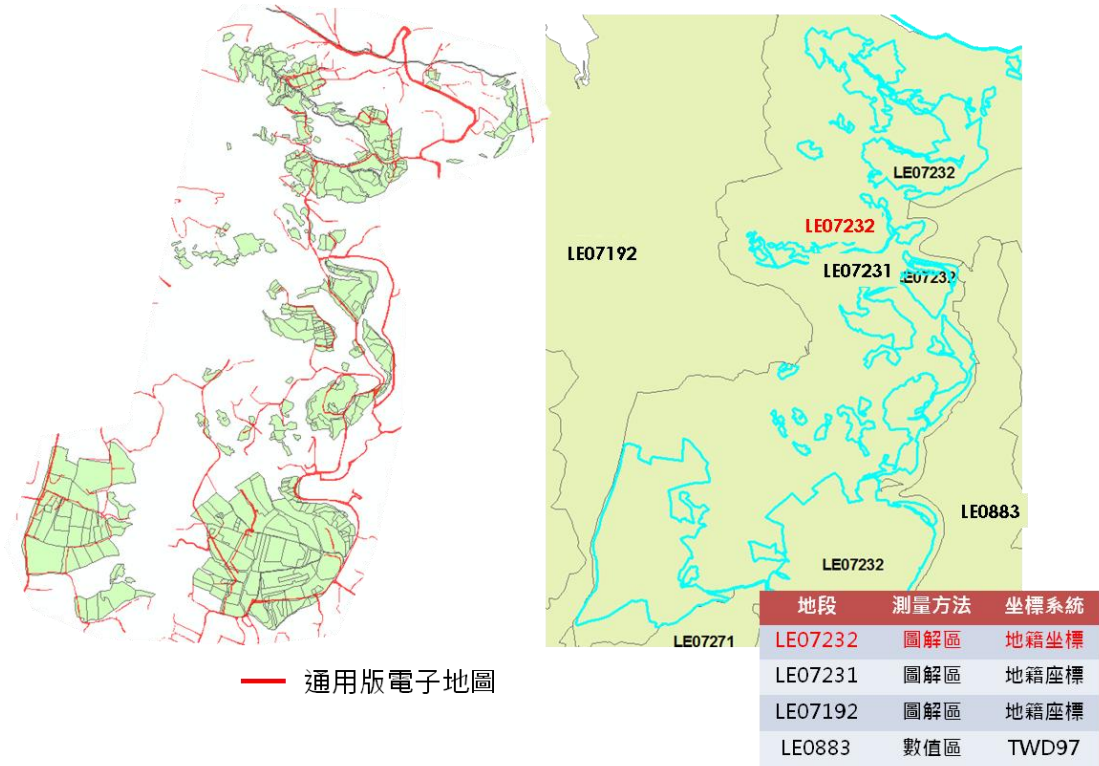 LE07232
LE07232
LE07192
LE07231
LE07232
LE0883
LE07232
LE07271
通用版電子地圖
地段 測量方法 坐標系統
LE07232 圖解區 地籍坐標
LE07231 圖解區 地籍座標
LE07192 圖解區 地籍座標
LE0883 數值區 TWD97